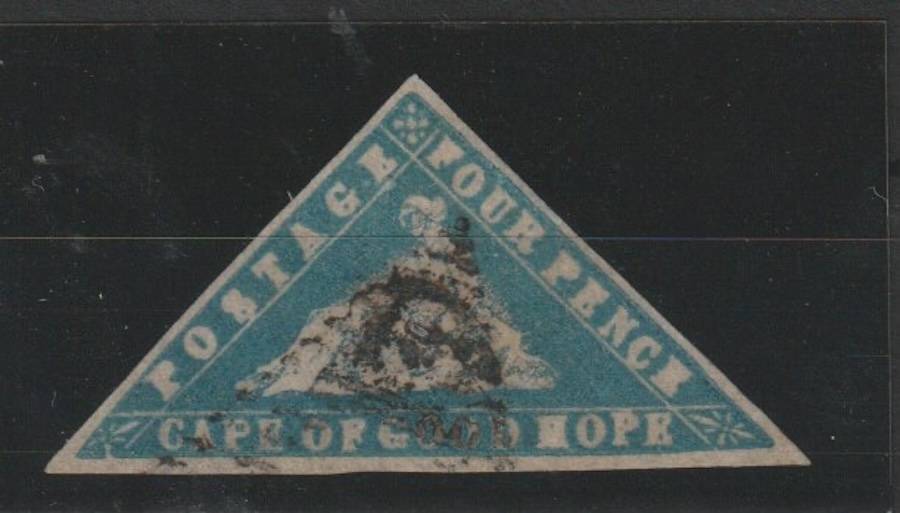 POSTAGE
FOUR PENCE
CAPE OF GOOD HOPE